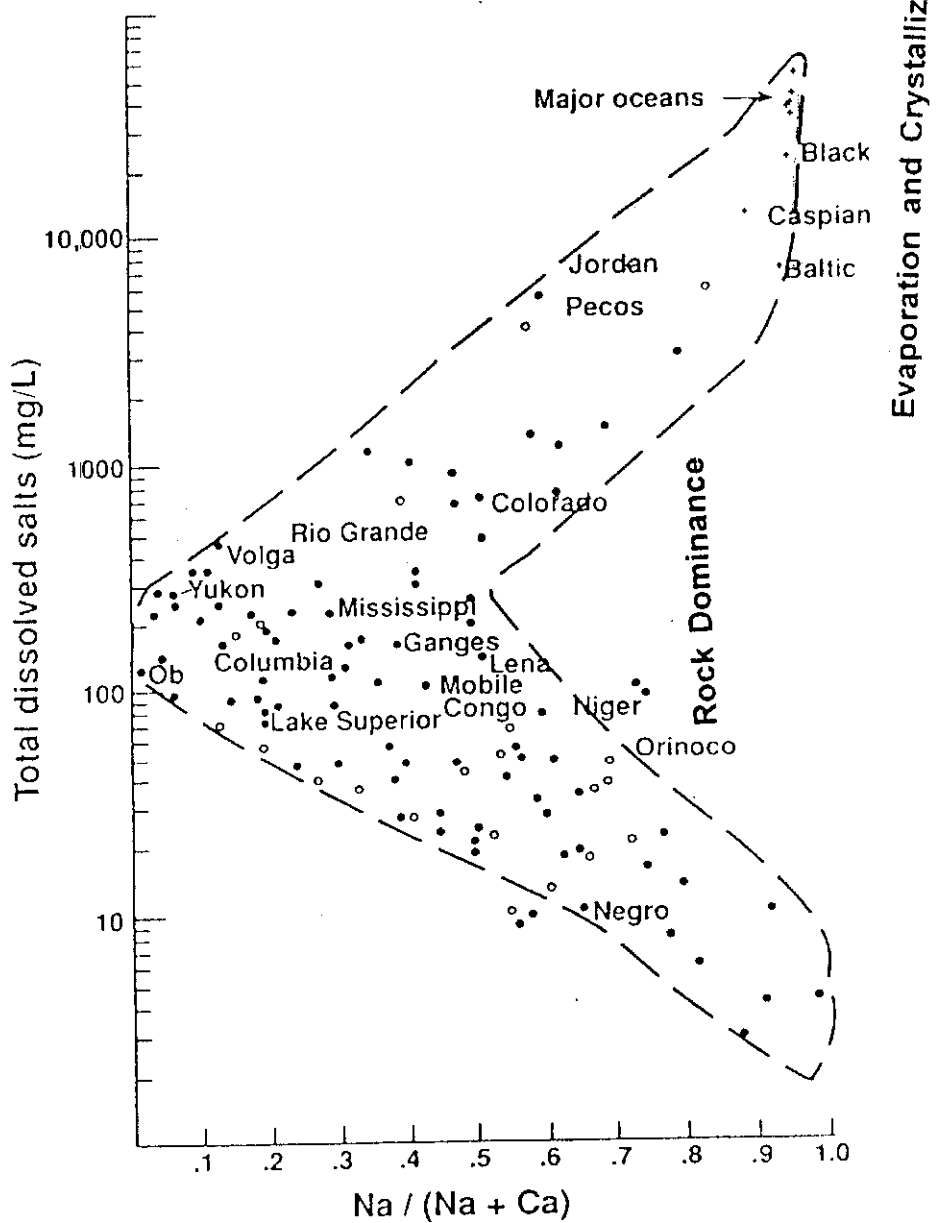 Evaporation and Crystalliz
Major oceans
Black
Caspian
Baltic
10,000
Jordan
Pecos
1000
Colorado
Rio Grande
Volga
Yukon
Mississippi
Ganges
Columbia
Lena
Ob
Mobile
100
Congo
Niger
Lake Superior
Orinoco
Rock Dominance
Negro
10
Total dissolved salts (mg/L)
.1 .2 .3 .4 .5 .6 .7 .8 .9 1.0
Na / (Na + Ca)